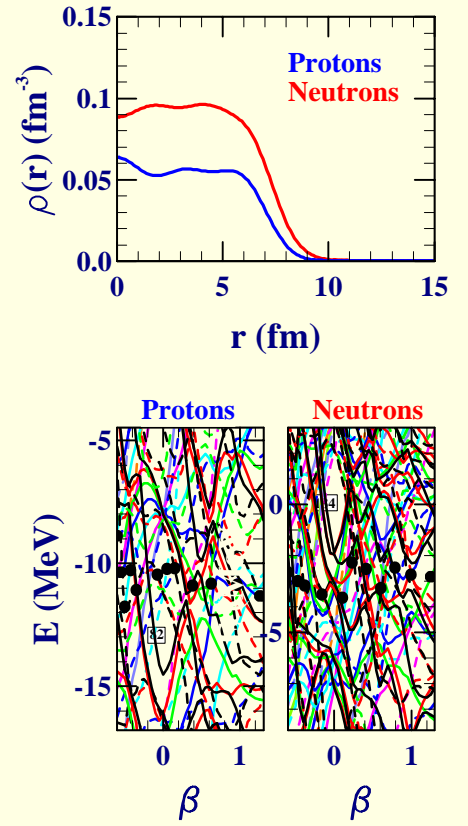 0.15
0.1
0.05
0.0
ρ(r) (fm⁻³)
Protons
Neutrons
0 5 10 15
r (fm)
Protons Neutrons
-5
-10
-15
E (MeV)
82
0
-5
0 1 0 1
β β